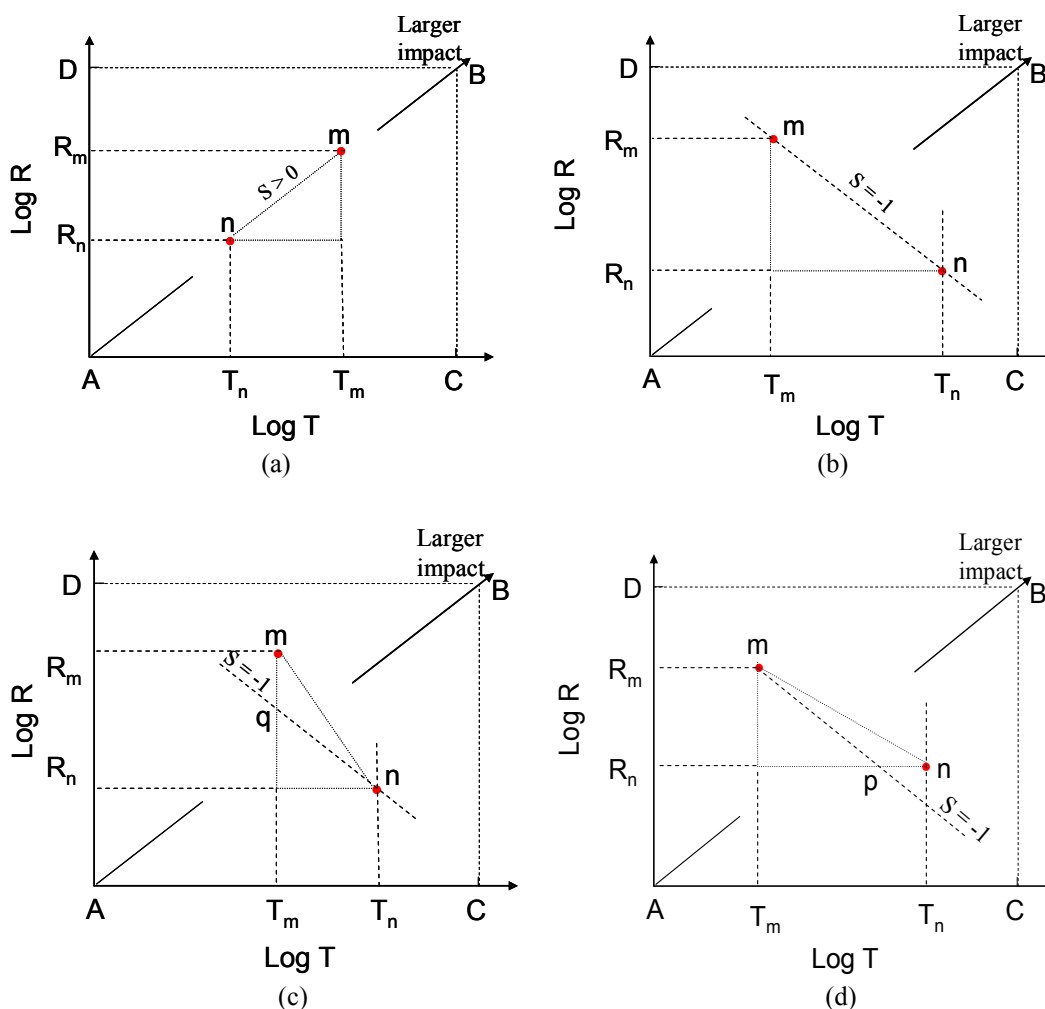 Larger
impact
D
B
R_m
m
S > 0
Log R
n
R_n
A
T_n
T_m
C
Log T
(a)
Larger
impact
D
B
R_m
m
S = -1
Log R
R_n
n
A
T_m
T_n
C
Log T
(b)
Larger
impact
D
B
m
R_m
S = -1
Log R
q
R_n
n
A
T_m
T_n
C
Log T
(c)
Larger
impact
D
B
m
R_m
Log R
R_n
p
n
S = -1
A
T_m
T_n
C
Log T
(d)